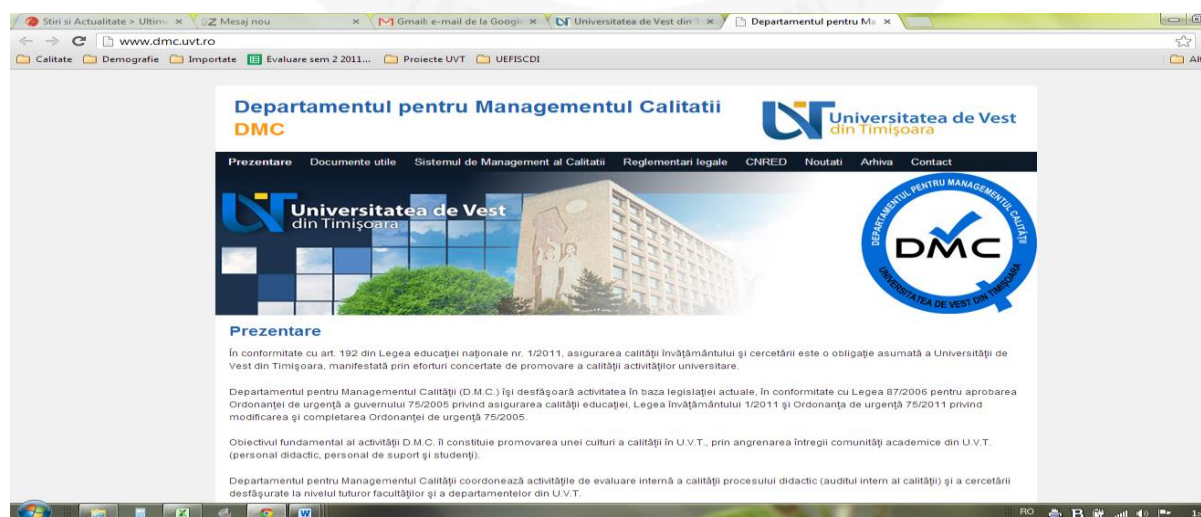 Stiri si Actualitate > Ultime
Mesaj nou
Gmail: e-mail de la Google
Universitatea de Vest din T
Departamentul pentru Ma
www.dmc.uvt.ro
Calitate Demografie Importate Evaluare sem 2 2011... Proiecte UVT UEFISCDI
Departamentul pentru Managementul Calitatii
DMC
Universitatea de Vest
din Timişoara
Prezentare Documente utile Sistemul de Management al Calitatii Reglementari legale CNRED Noutati Arhiva Contact
Universitatea de Vest
din Timişoara
DEPARTAMENTUL PENTRU MANAGEMENTUL CALITĂŢII
DMC
UNIVERSITATEA DE VEST DIN TIMIŞOARA
Prezentare
În conformitate cu art. 192 din Legea educaţiei naţionale nr. 1/2011, asigurarea calităţii învăţământului şi cercetării este o obligaţie asumată a Universităţii de
Vest din Timişoara, manifestată prin eforturi concertate de promovare a calităţii activităţilor universitare.
Departamentul pentru Managementul Calităţii (D.M.C.) îşi desfăşoară activitatea în baza legislaţiei actuale, în conformitate cu Legea 87/2006 pentru aprobarea
Ordonanţei de urgenţă a guvernului 75/2005 privind asigurarea calităţii educaţiei, Legea învăţământului 1/2011 şi Ordonanţa de urgenţă 75/2011 privind
modificarea şi completarea Ordonanţei de urgenţă 75/2005.
Obiectivul fundamental al activităţii D.M.C. îl constituie promovarea unei culturi a calităţii în U.V.T., prin angrenarea întregii comunităţi academice din U.V.T.
(personal didactic, personal de suport şi studenţi).
Departamentul pentru Managementul Calităţii coordonează activităţile de evaluare internă a calităţii procesului didactic (auditul intern al calităţii) şi a cercetării
desfăşurate la nivelul tuturor facultăţilor şi a departamentelor din U.V.T.
RO